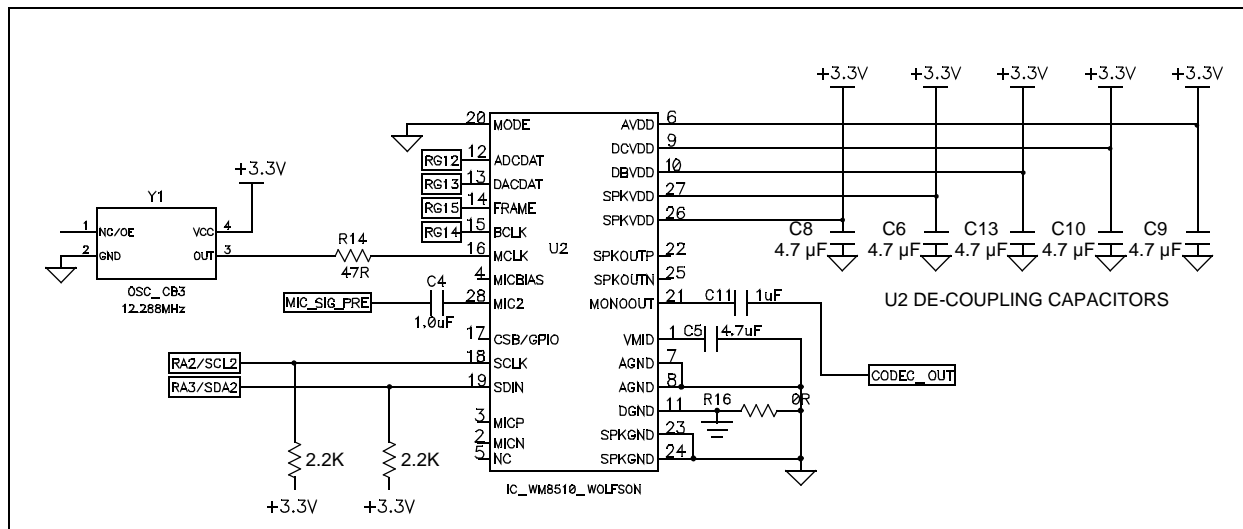 +3.3V +3.3V +3.3V +3.3V +3.3V
20 MODE AVDD 6
RG12 12 ADCDAT DCVDD 9
RG13 13 DACDAT DBVDD 10
RG15 14 FRAME SPKVDD 27
RG14 15 BCLK SPKVDD 26
+3.3V
Y1
1 NC/OE VCC 4
2 GND OUT 3
OSC_CB3
12.288MHz
R14
47R
16 MCLK U2 SPKOUTP 22
4 MICBIAS SPKOUTN 25
MIC_SIG_PRE C4 28 MIC2 MONOOUT 21 C11 1uF
1.0uF
C8 C6 C13 C10 C9
4.7 µF 4.7 µF 4.7 µF 4.7 µF 4.7 µF
U2 DE-COUPLING CAPACITORS
17 CSB/GPIO VMID 1 C5 4.7uF
RA2/SCL2 18 SCLK AGND 7
RA3/SDA2 19 SDIN AGND 8
CODEC_OUT
3 MICP DGND 11 R16 0R
2 MICN SPKGND 23
5 NC SPKGND 24
2.2K 2.2K
+3.3V +3.3V
IC_WM8510_WOLFSON